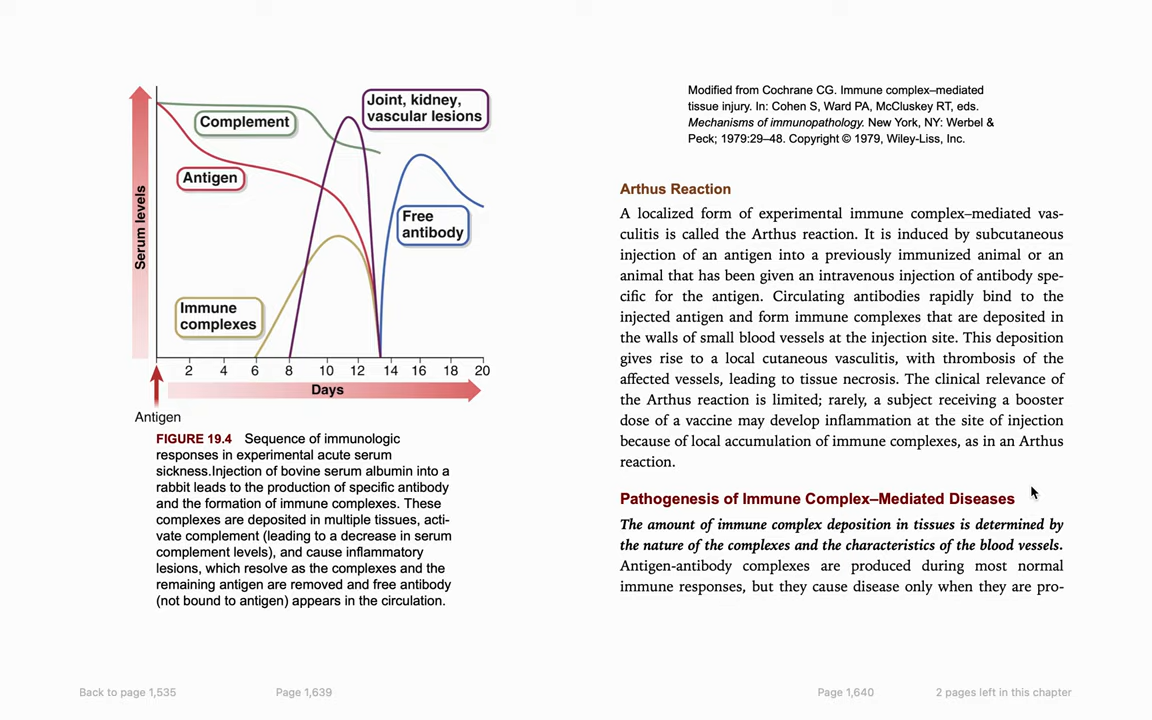 Joint, kidney,
vascular lesions
Complement
Antigen
Serum levels
Free
antibody
Immune
complexes
2 4 6 8 10 12 14 16 18 20
Days
Antigen
FIGURE 19.4 Sequence of immunologic
responses in experimental acute serum
sickness.Injection of bovine serum albumin into a
rabbit leads to the production of specific antibody
and the formation of immune complexes. These
complexes are deposited in multiple tissues, acti-
vate complement (leading to a decrease in serum
complement levels), and cause inflammatory
lesions, which resolve as the complexes and the
remaining antigen are removed and free antibody
(not bound to antigen) appears in the circulation.
Modified from Cochrane CG. Immune complex–mediated
tissue injury. In: Cohen S, Ward PA, McCluskey RT, eds.
Mechanisms of immunopathology. New York, NY: Werbel &
Peck; 1979:29–48. Copyright © 1979, Wiley-Liss, Inc.
Arthus Reaction
A localized form of experimental immune complex–mediated vas-
culitis is called the Arthus reaction. It is induced by subcutaneous
injection of an antigen into a previously immunized animal or an
animal that has been given an intravenous injection of antibody spe-
cific for the antigen. Circulating antibodies rapidly bind to the
injected antigen and form immune complexes that are deposited in
the walls of small blood vessels at the injection site. This deposition
gives rise to a local cutaneous vasculitis, with thrombosis of the
affected vessels, leading to tissue necrosis. The clinical relevance of
the Arthus reaction is limited; rarely, a subject receiving a booster
dose of a vaccine may develop inflammation at the site of injection
because of local accumulation of immune complexes, as in an Arthus
reaction.
Pathogenesis of Immune Complex–Mediated Diseases
The amount of immune complex deposition in tissues is determined by
the nature of the complexes and the characteristics of the blood vessels.
Antigen-antibody complexes are produced during most normal
immune responses, but they cause disease only when they are pro-
Back to page 1,535
Page 1,639
Page 1,640
2 pages left in this chapter